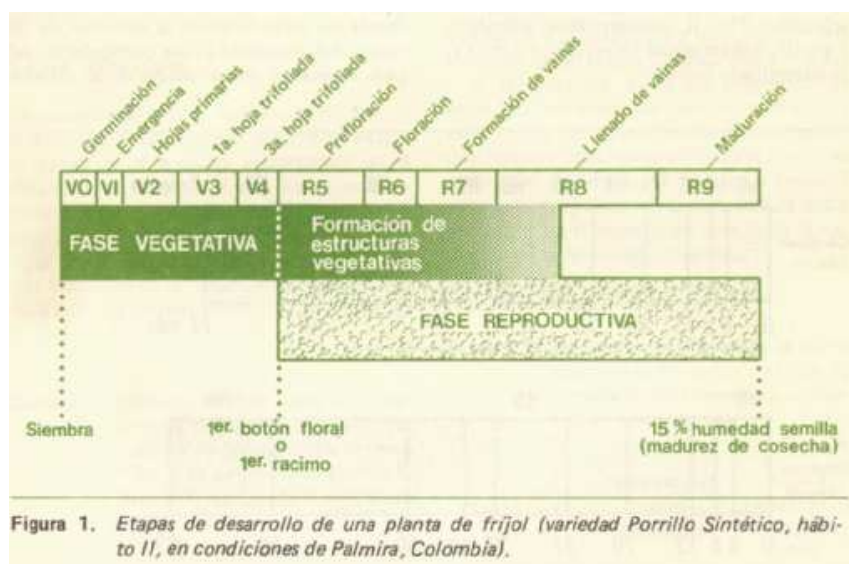 Germinación
Emergencia
Hojas primarias
1a. hoja trifoliada
3a. hoja trifoliada
Prefloración
Floración
Formación de vainas
Llenado de vainas
Maduración
VO VI V2 V3 V4 R5 R6 R7 R8 R9
FASE VEGETATIVA
Formación de
estructuras
vegetativas
FASE REPRODUCTIVA
Siembra
1er. botón floral
o
1er. racimo
15 % humedad semilla
(madurez de cosecha)
Figura 1. Etapas de desarrollo de una planta de fríjol (variedad Porrillo Sintético, hábi-
to II, en condiciones de Palmira, Colombia).